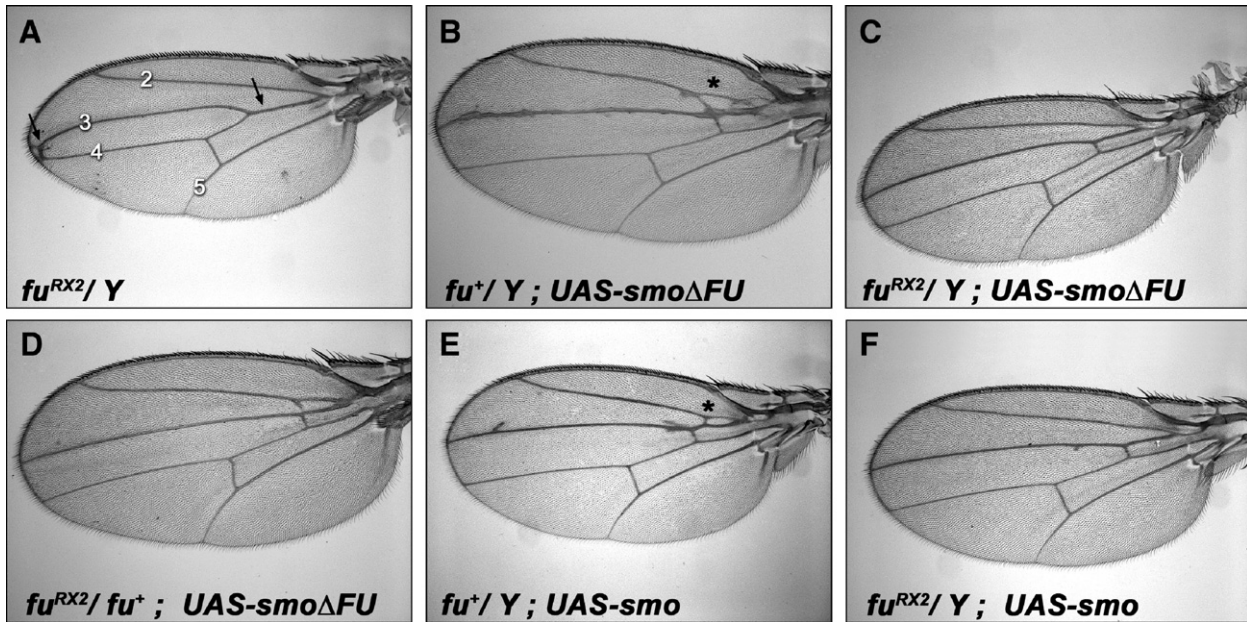 A
2
3
4
5
fuRX2/ Y
B
*
fu+/ Y ; UAS-smoΔFU
C
fuRX2/ Y; UAS-smoΔFU
D
fuRX2/ fu+ ; UAS-smoΔFU
E
*
fu+/ Y ; UAS-smo
F
fuRX2/ Y ; UAS-smo